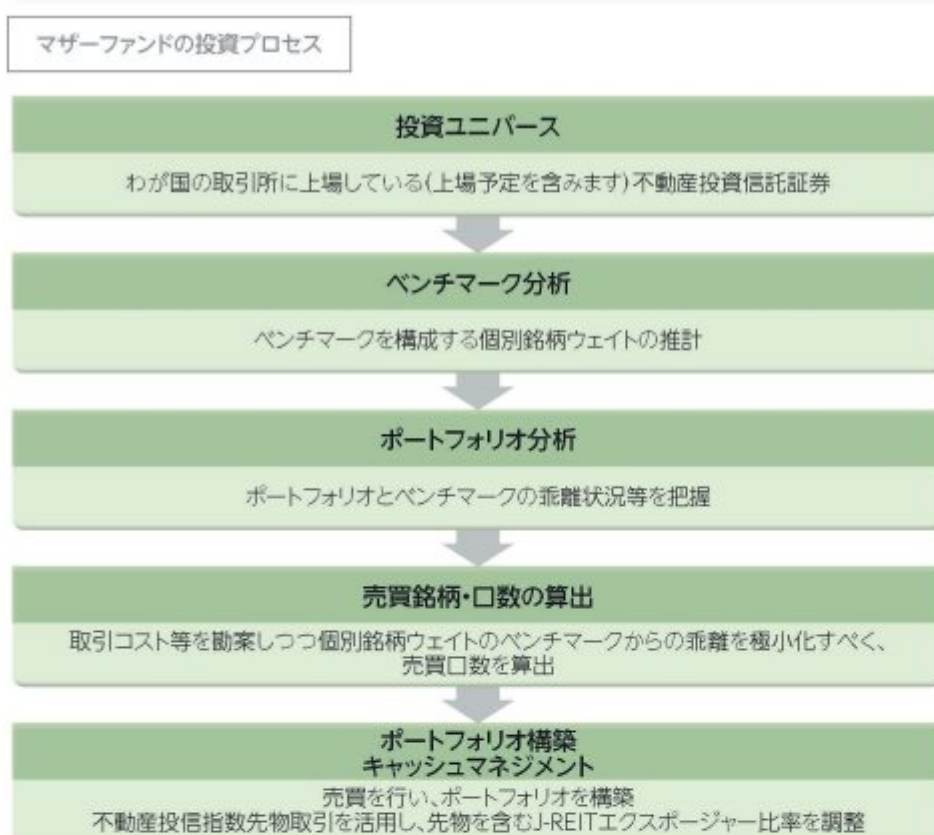 マザーファンドの投資プロセス
投資ユニバース
わが国の取引所に上場している(上場予定を含みます)不動産投資信託証券
ベンチマーク分析
ベンチマークを構成する個別銘柄ウェイトの推計
ポートフォリオ分析
ポートフォリオとベンチマークの乖離状況等を把握
売買銘柄・口数の算出
取引コスト等を勘案しつつ個別銘柄ウェイトのベンチマークからの乖離を極小化すべく、
売買口数を算出
ポートフォリオ構築
キャッシュマネジメント
売買を行い、ポートフォリオを構築
不動産投信指数先物取引を活用し、先物を含むJ-REITエクスポージャー比率を調整